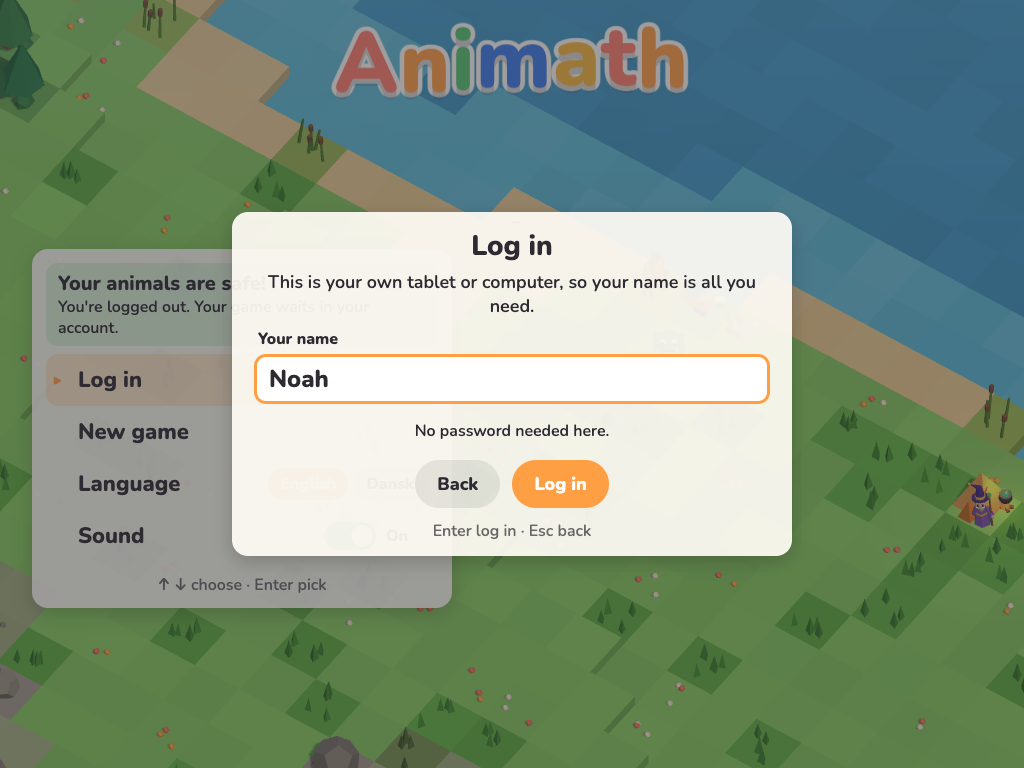 Animath
Log in
This is your own tablet or computer, so your name is all you
need.
Your name
Noah
No password needed here.
Back
Log in
Enter log in · Esc back
Your animals are safe!
You're logged out. Your game waits in your
account.
Log in
New game
Language
English
Dansk
Sound
On
↑ ↓ choose · Enter pick